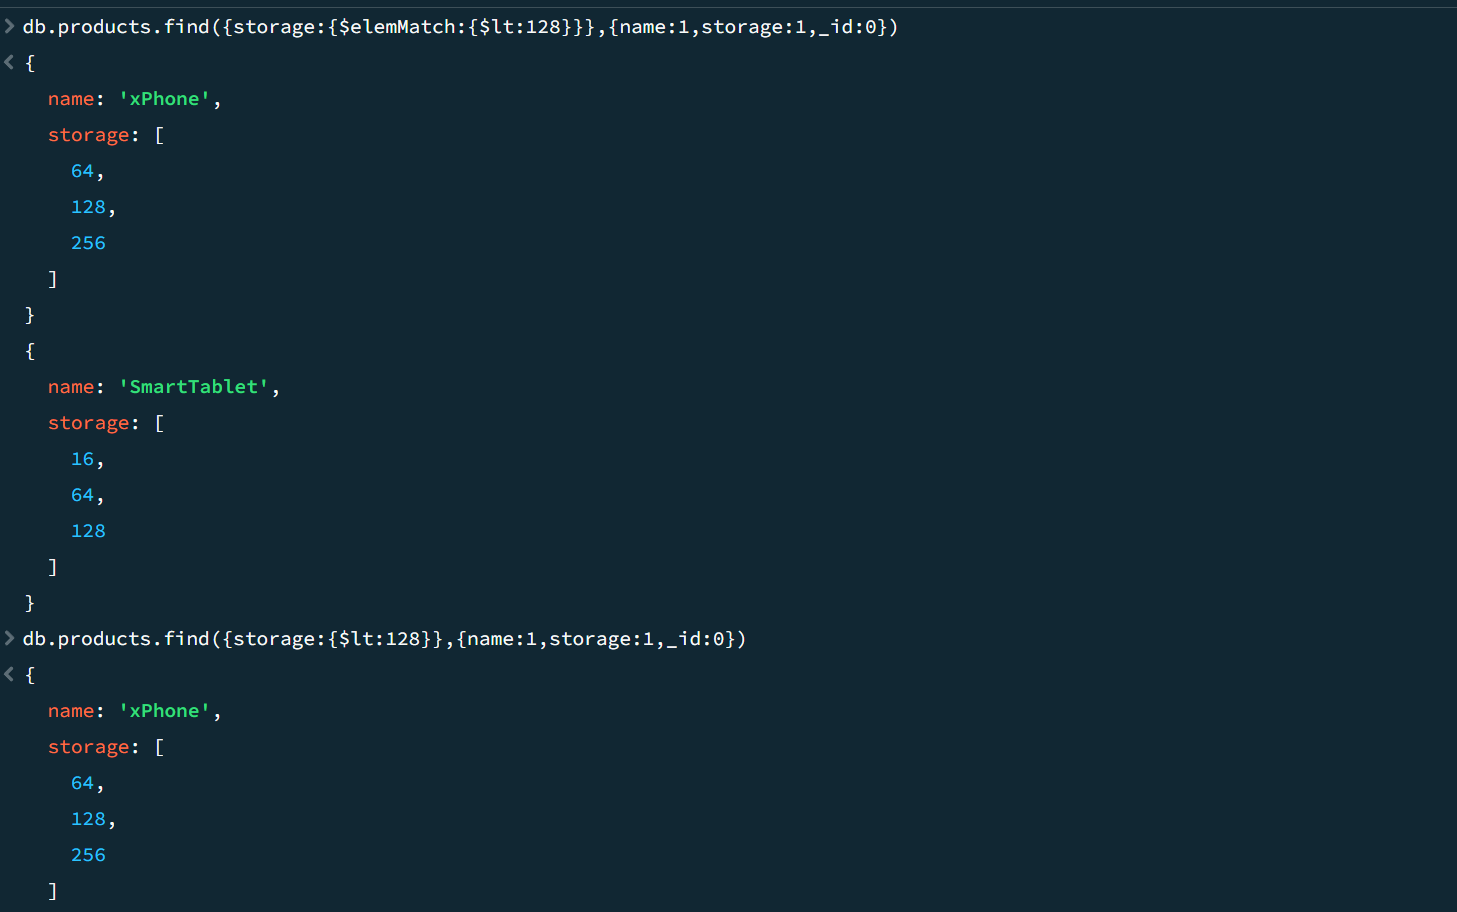 > db.products.find({storage:{$elemMatch:{$lt:128}}},{name:1,storage:1,_id:0})
< {
name: 'xPhone',
storage: [
64,
128,
256
]
}
{
name: 'SmartTablet',
storage: [
16,
64,
128
]
}
> db.products.find({storage:{$lt:128}},{name:1,storage:1,_id:0})
< {
name: 'xPhone',
storage: [
64,
128,
256
]